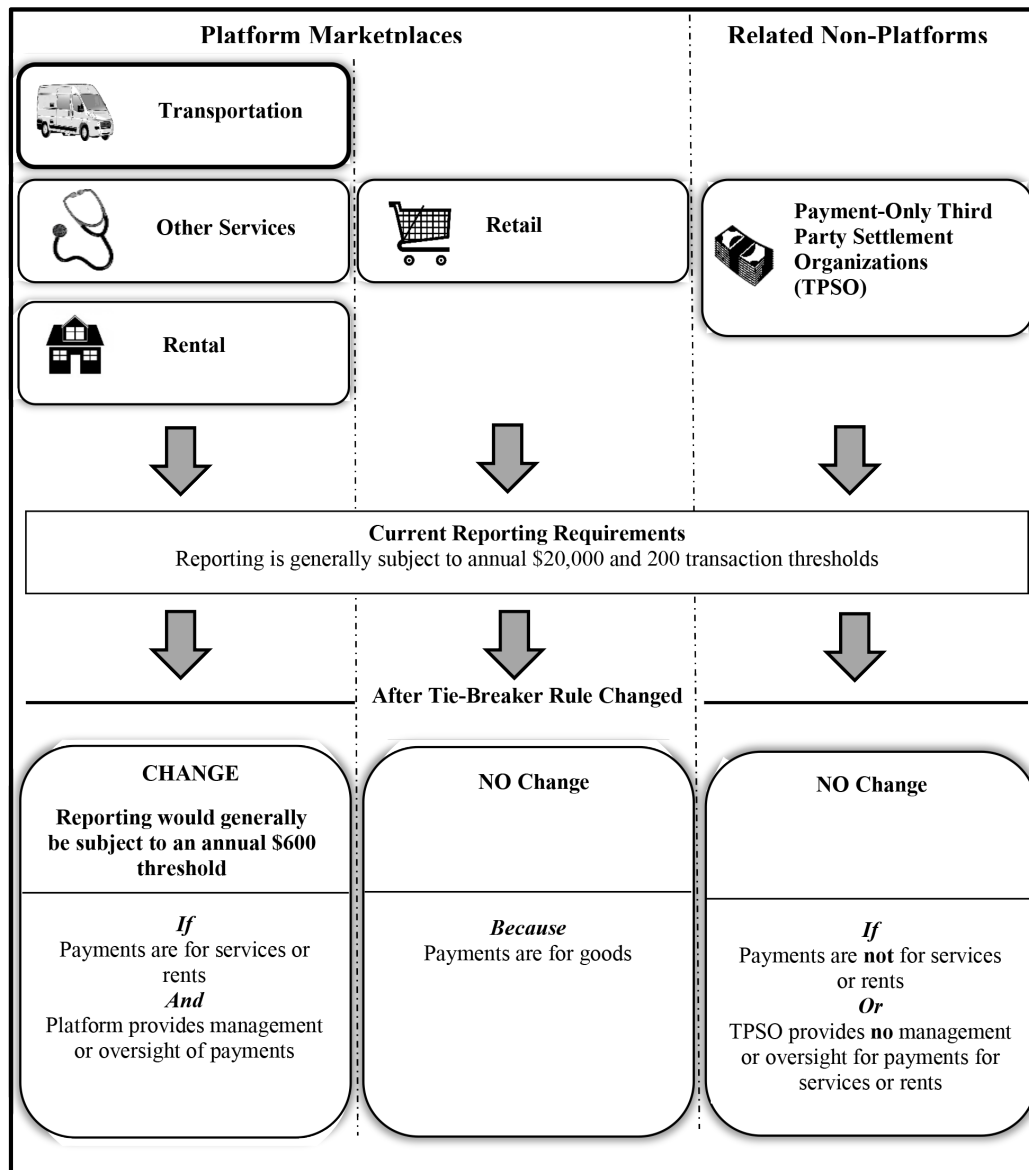 Platform Marketplaces
Related Non-Platforms
Transportation
Other Services
Retail
Payment-Only Third
Party Settlement
Organizations
(TPSO)
Rental
Current Reporting Requirements
Reporting is generally subject to annual $20,000 and 200 transaction thresholds
After Tie-Breaker Rule Changed
CHANGE
Reporting would generally
be subject to an annual $600
threshold
If
Payments are for services or
rents
And
Platform provides management
or oversight of payments
NO Change
Because
Payments are for goods
NO Change
If
Payments are not for services
or rents
Or
TPSO provides no management
or oversight for payments for
services or rents